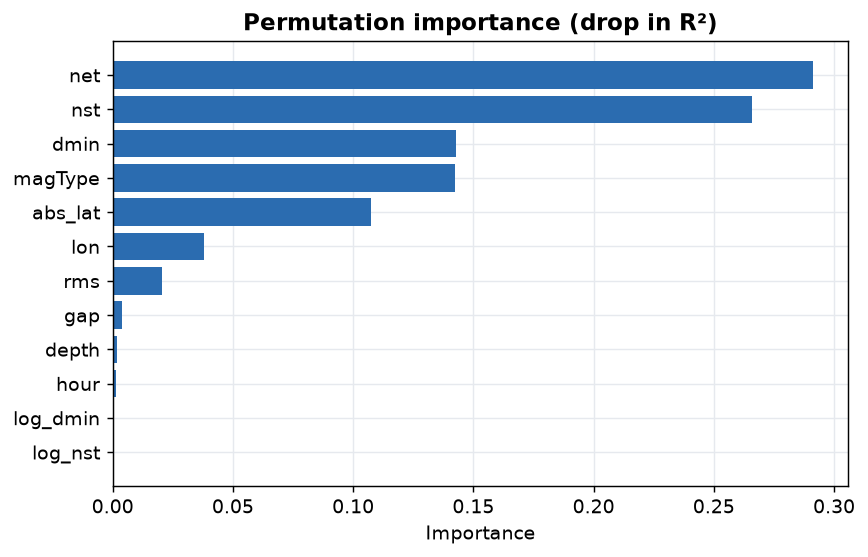 Permutation importance (drop in R²)
net
nst
dmin
magType
abs_lat
lon
rms
gap
depth
hour
log_dmin
log_nst
0.00 0.05 0.10 0.15 0.20 0.25 0.30
Importance